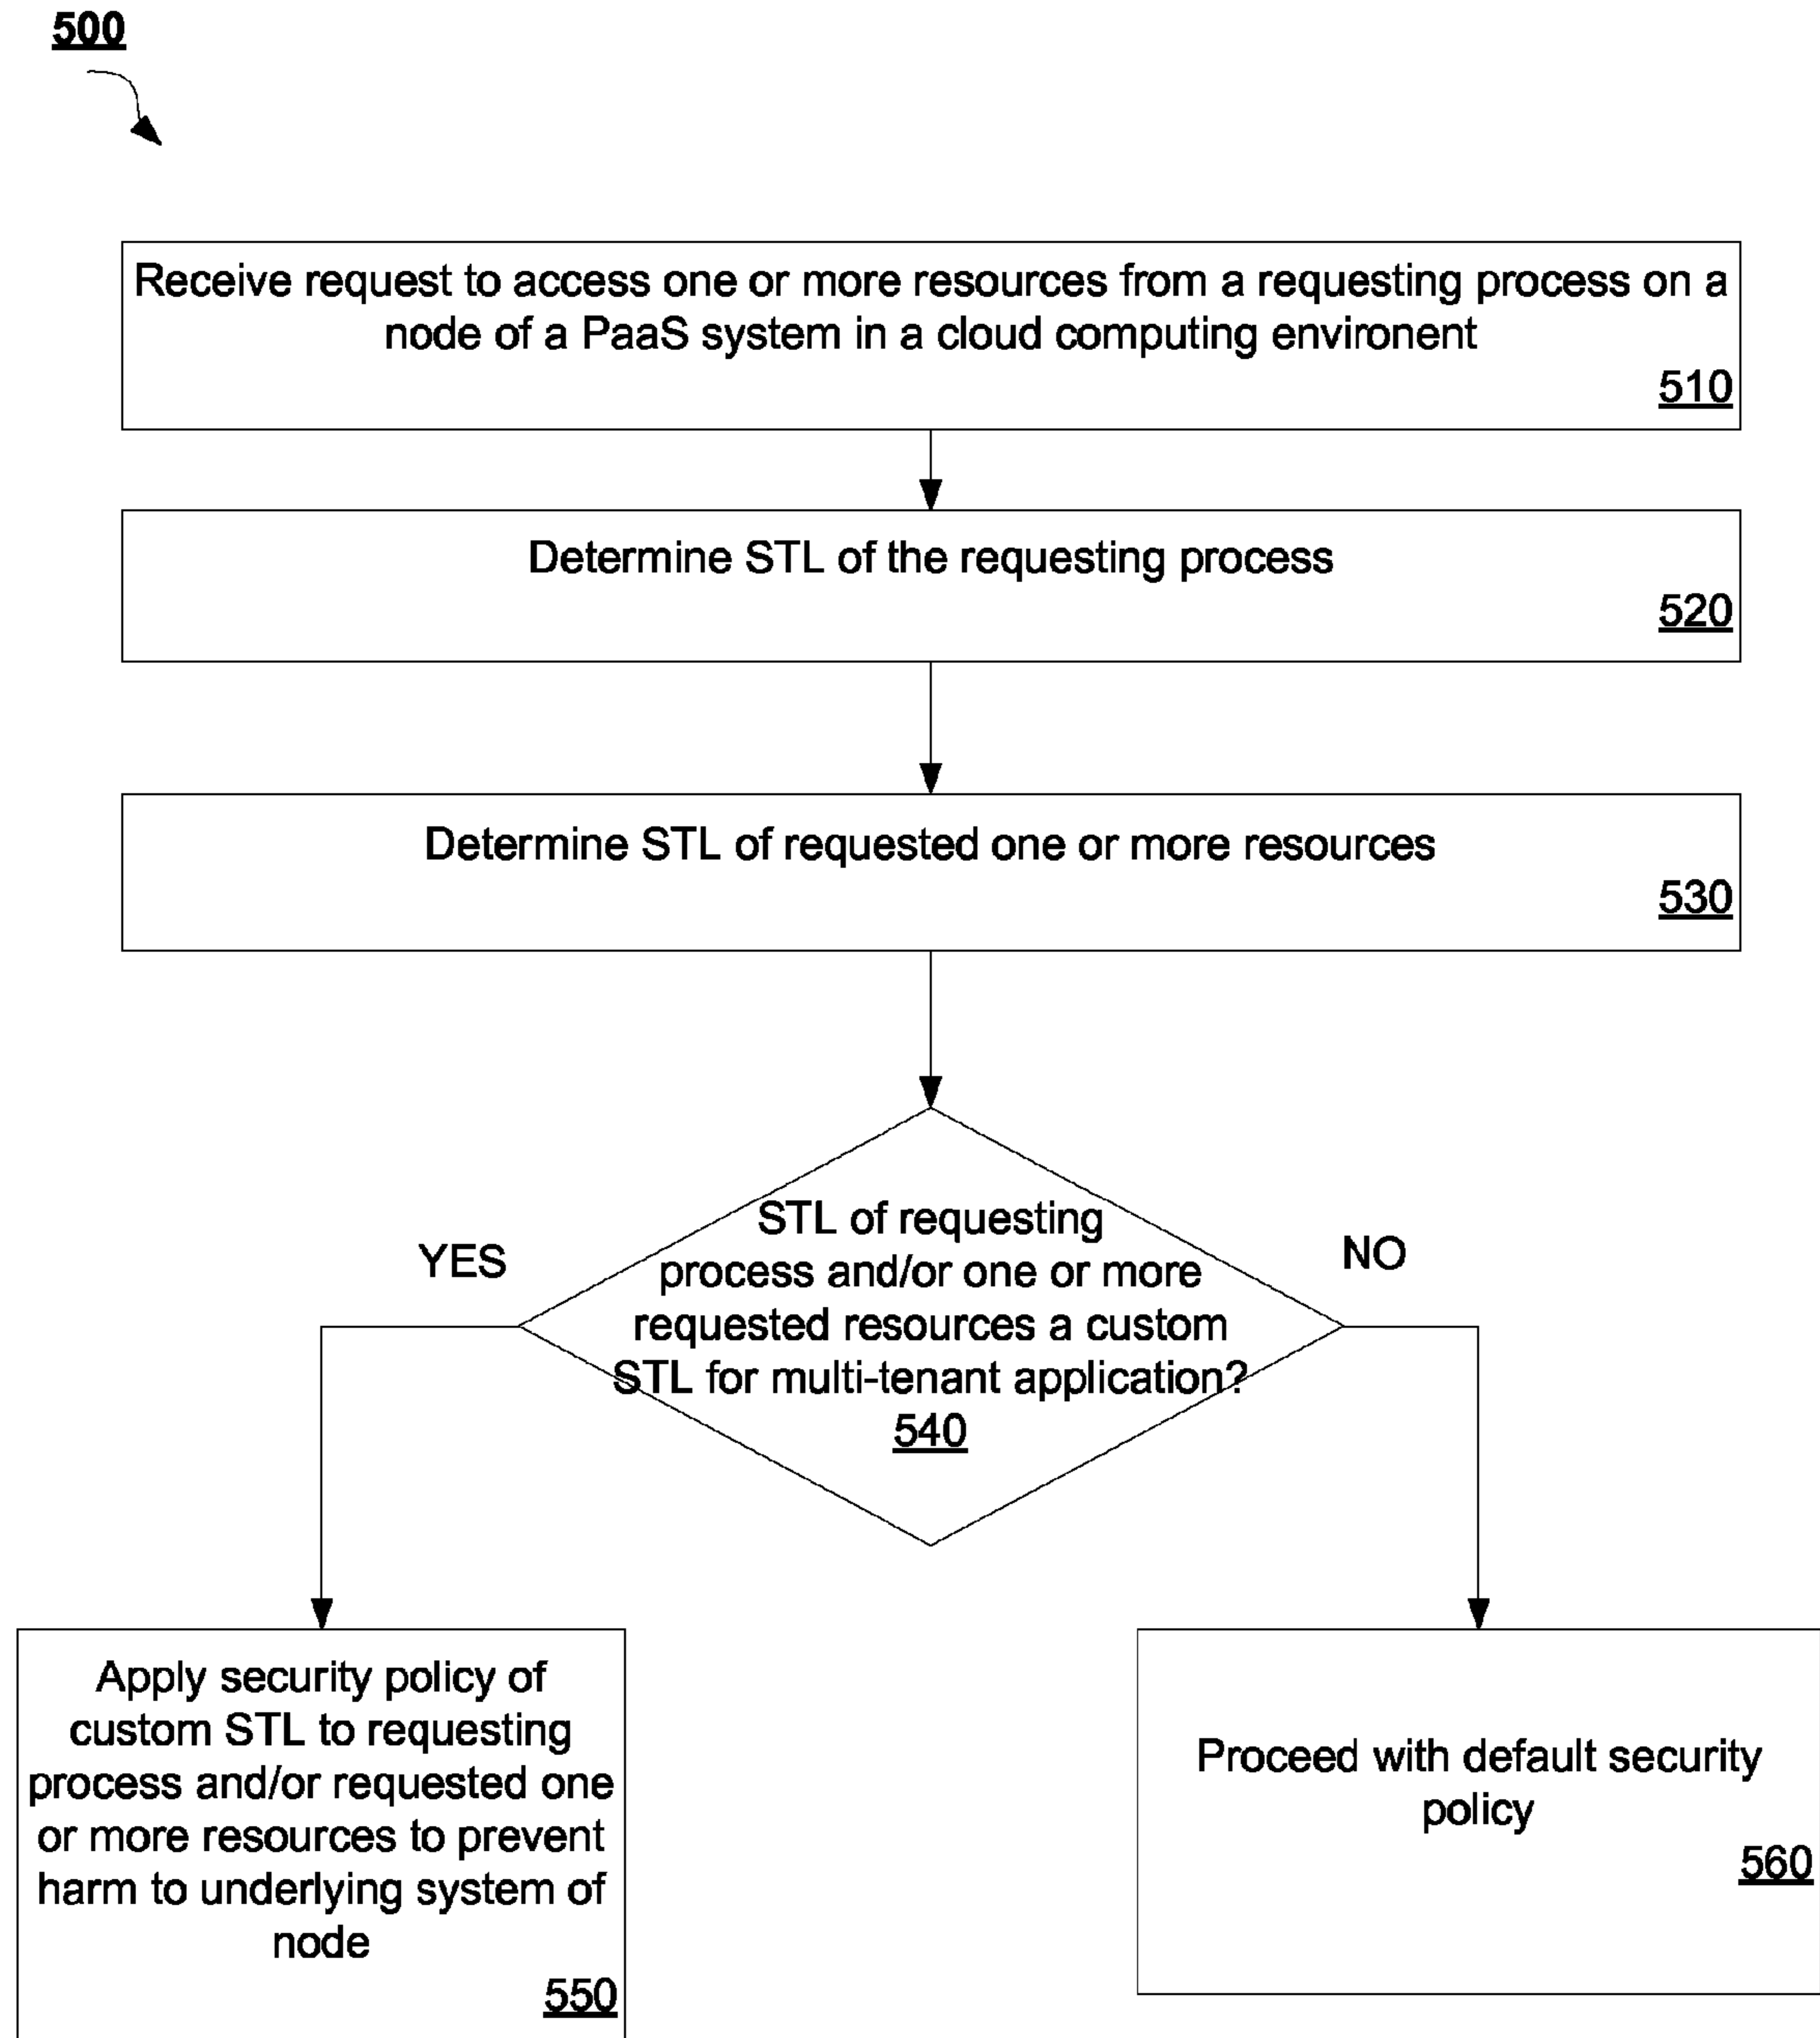 500
Receive request to access one or more resources from a requesting process on a
node of a PaaS system in a cloud computing environent
510
Determine STL of the requesting process
520
Determine STL of requested one or more resources
530
STL of requesting
process and/or one or more
requested resources a custom
STL for multi-tenant application?
540
YES
NO
Apply security policy of
custom STL to requesting
process and/or requested one
or more resources to prevent
harm to underlying system of
node
550
Proceed with default security
policy
560